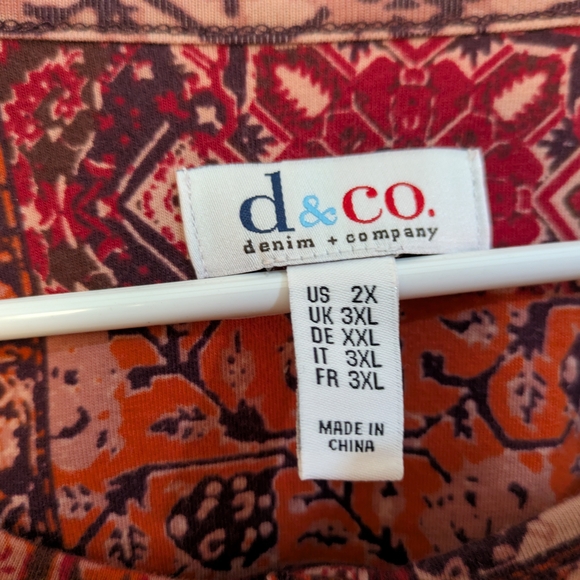 d&co.
denim + company
US 2X
UK 3XL
DE XXL
IT 3XL
FR 3XL
MADE IN
CHINA